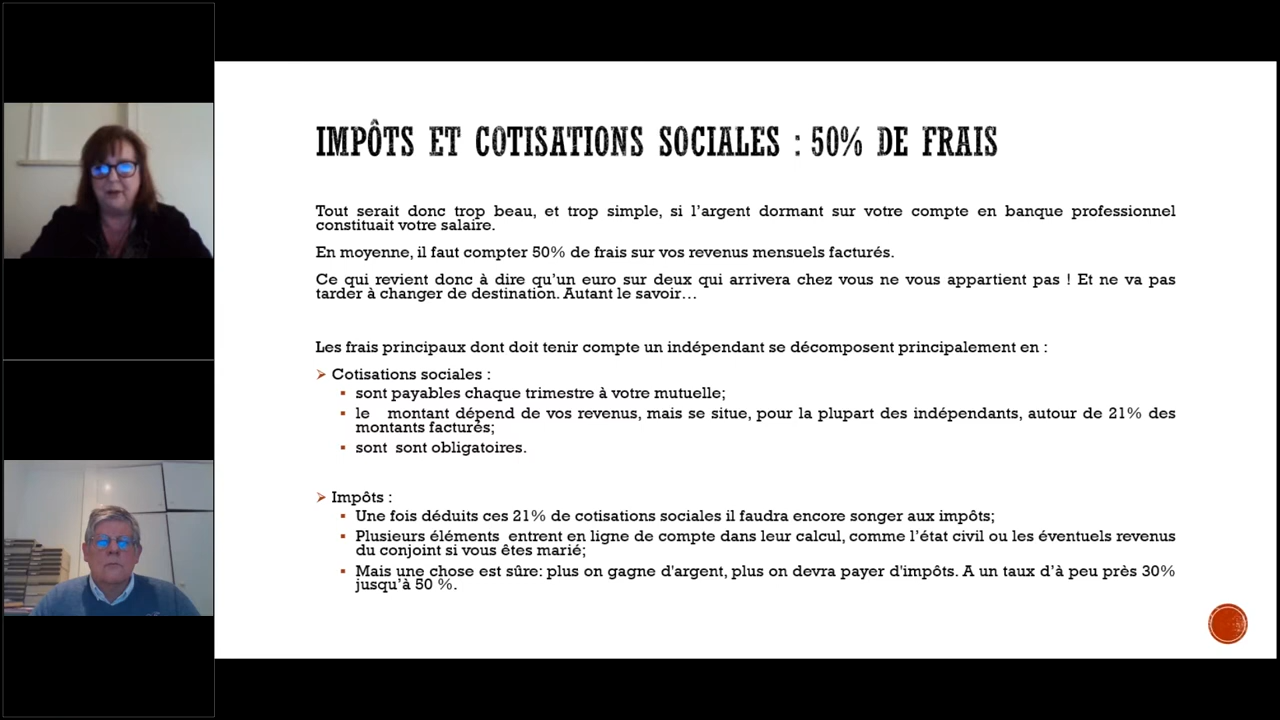 IMPÔTS ET COTISATIONS SOCIALES : 50% DE FRAIS
Tout serait donc trop beau, et trop simple, si l’argent dormant sur votre compte en banque professionnel
constituait votre salaire.
En moyenne, il faut compter 50% de frais sur vos revenus mensuels facturés.
Ce qui revient donc à dire qu’un euro sur deux qui arrivera chez vous ne vous appartient pas ! Et ne va pas
tarder à changer de destination. Autant le savoir…
Les frais principaux dont doit tenir compte un indépendant se décomposent principalement en :
➢ Cotisations sociales :
▪ sont payables chaque trimestre à votre mutuelle;
▪ le montant dépend de vos revenus, mais se situe, pour la plupart des indépendants, autour de 21% des
montants facturés;
▪ sont sont obligatoires.
➢ Impôts :
▪ Une fois déduits ces 21% de cotisations sociales il faudra encore songer aux impôts;
▪ Plusieurs éléments entrent en ligne de compte dans leur calcul, comme l’état civil ou les éventuels revenus
du conjoint si vous êtes marié;
▪ Mais une chose est sûre: plus on gagne d'argent, plus on devra payer d'impôts. A un taux d’à peu près 30%
jusqu’à 50 %.